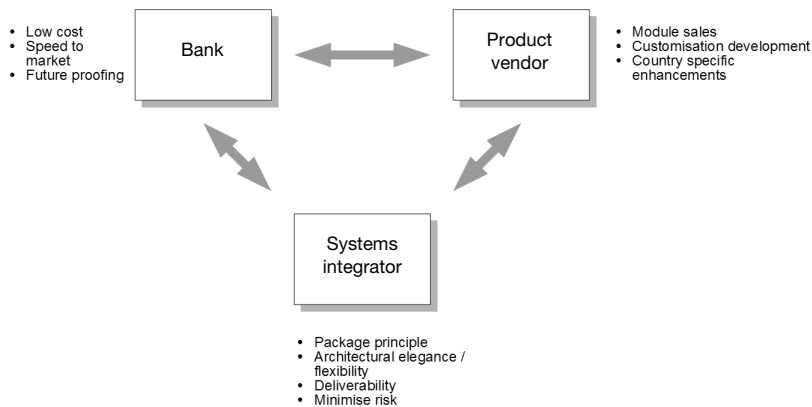 • Low cost
• Speed to
market
• Future proofing
Bank
Product
vendor
• Module sales
• Customisation development
• Country specific
enhancements
Systems
integrator
• Package principle
• Architectural elegance /
flexibility
• Deliverability
• Minimise risk